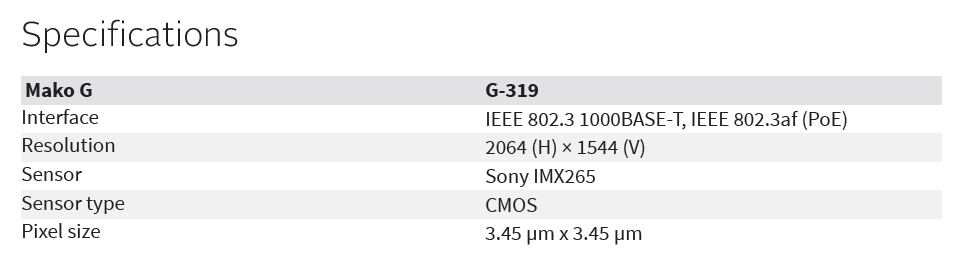 Specifications
Mako G G-319
Interface IEEE 802.3 1000BASE-T, IEEE 802.3af (PoE)
Resolution 2064 (H) × 1544 (V)
Sensor Sony IMX265
Sensor type CMOS
Pixel size 3.45 μm x 3.45 μm